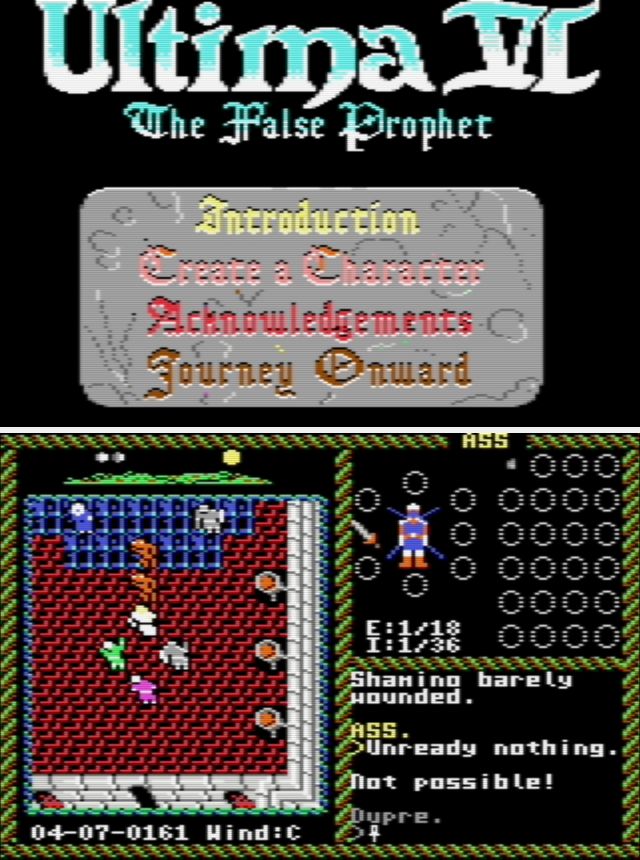 Ultima VI
The False Prophet
Introduction
Create a Character
Acknowledgements
Journey Onward
ASS
E:1/18
I:1/36
Shamino barely
wounded.
ASS.
>Unready nothing.
Not possible!
Dupre.
>
04-07-0161 Wind:C